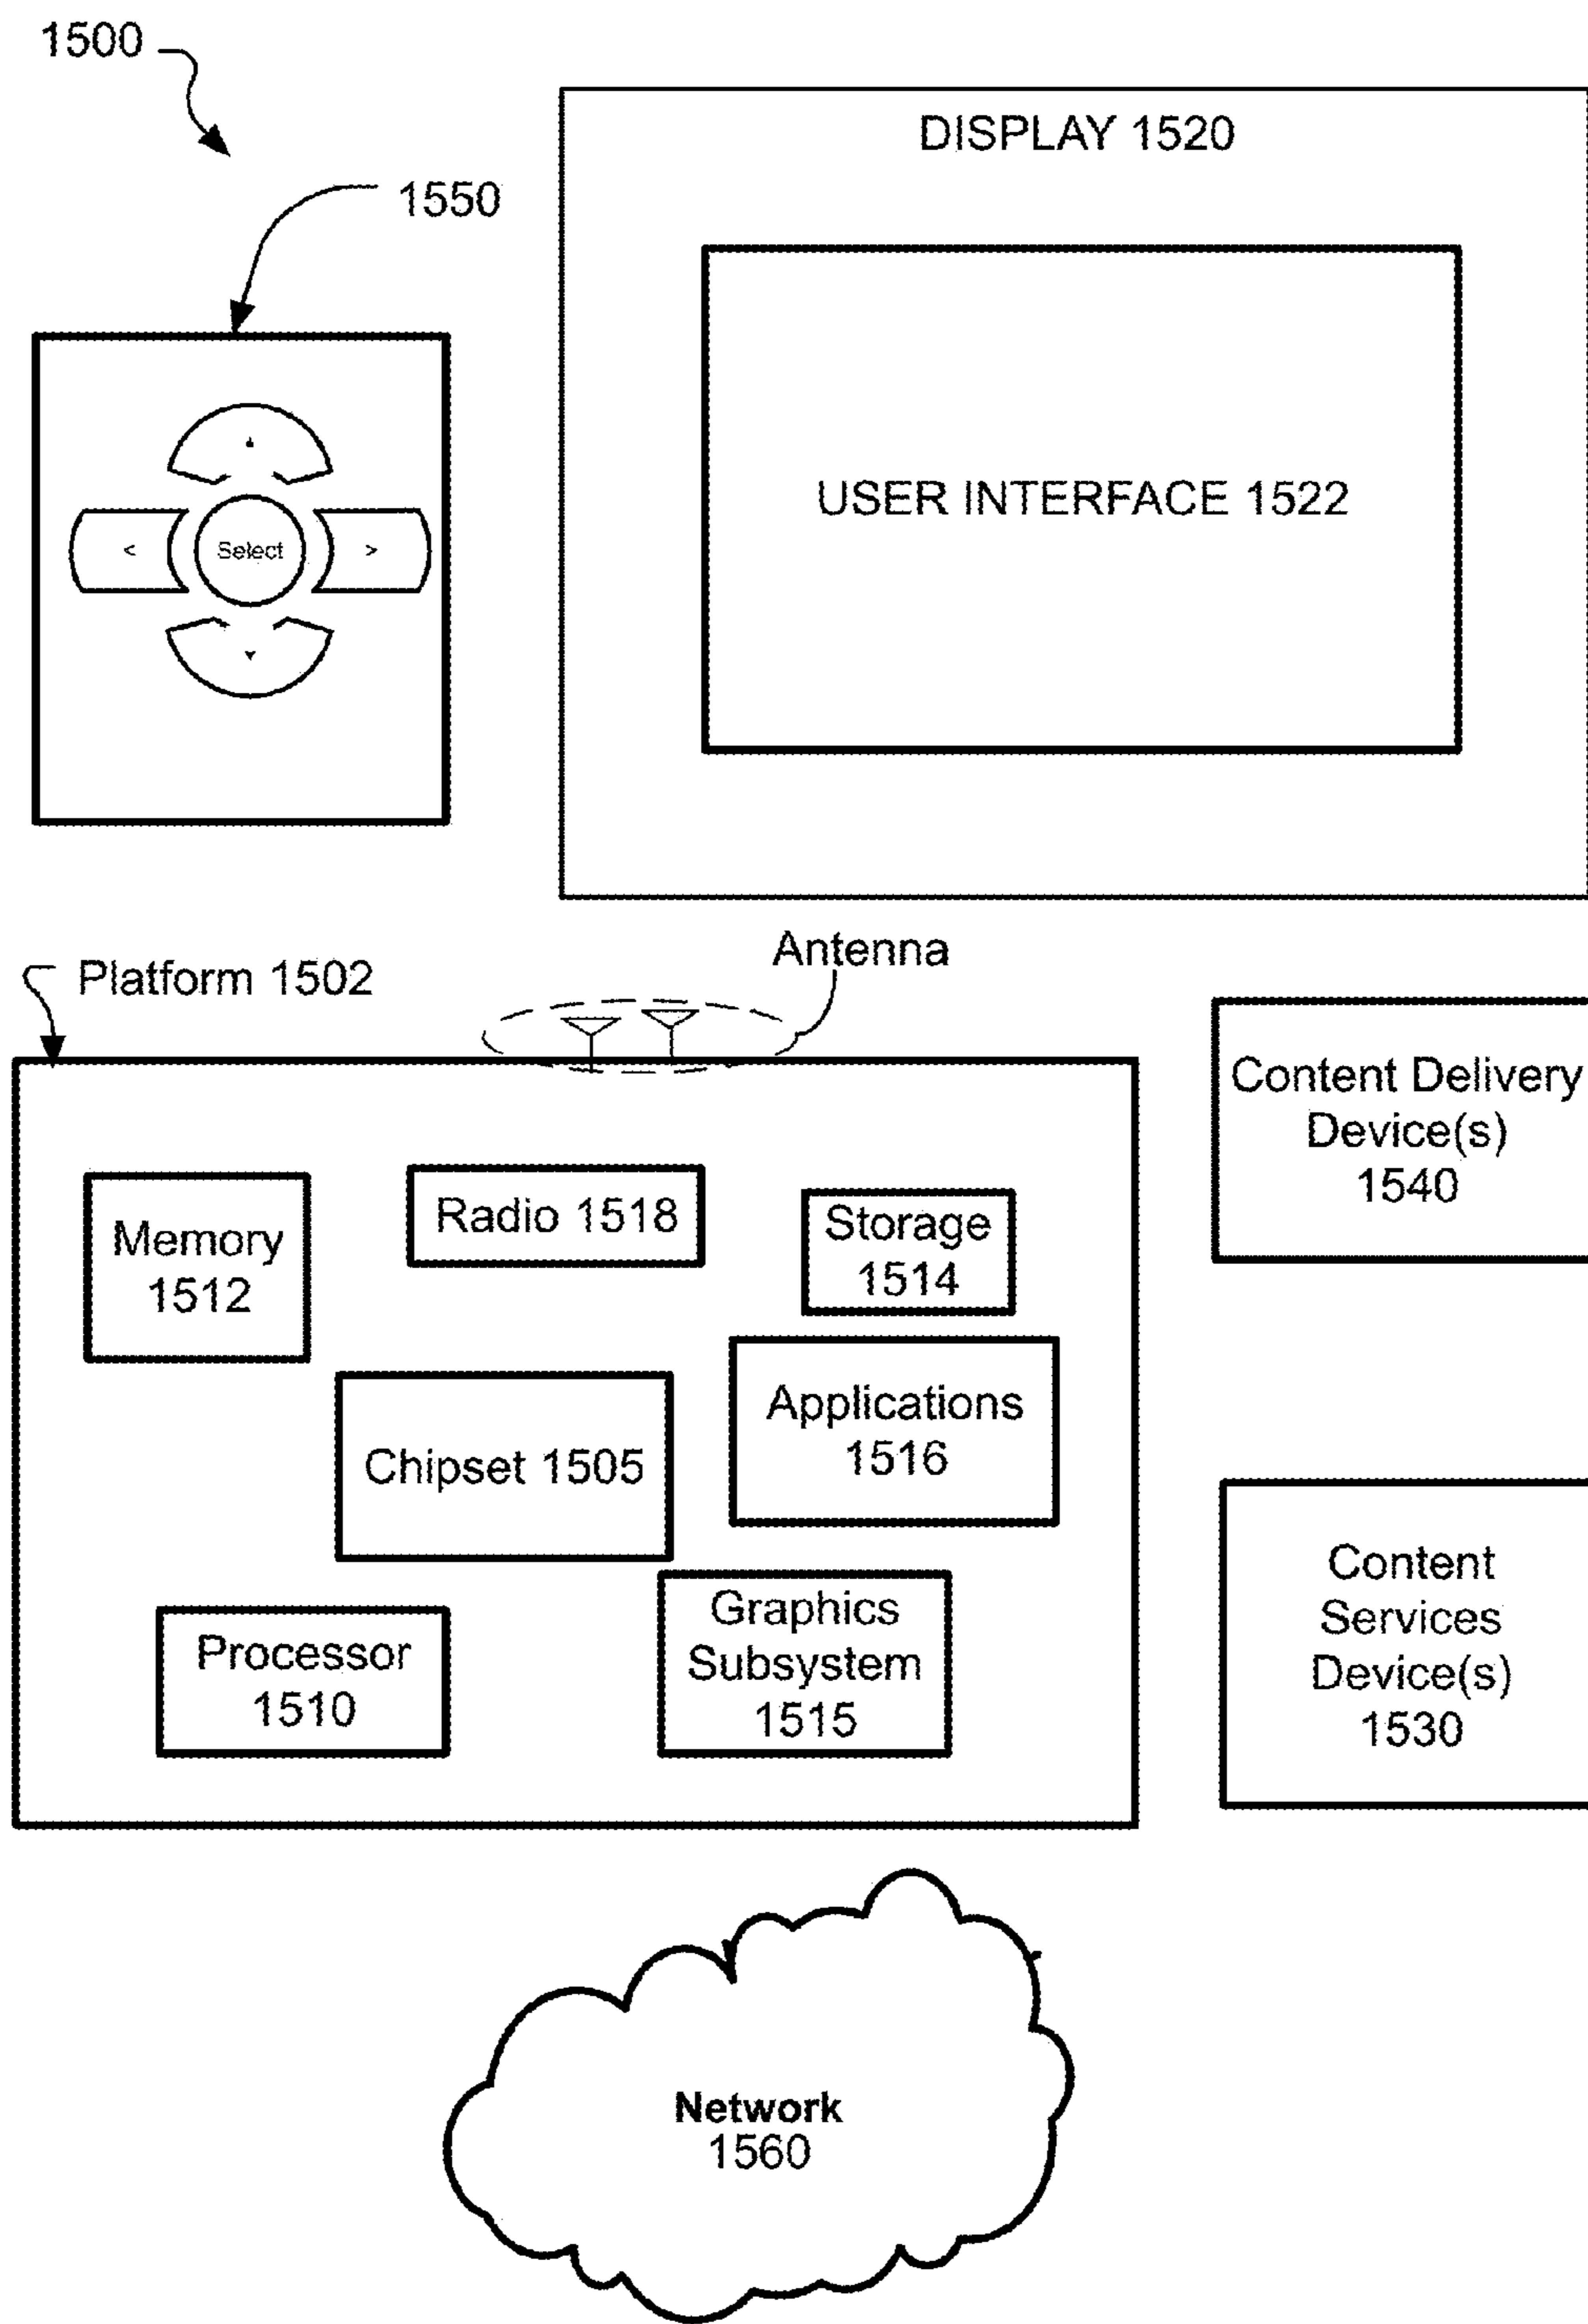 1500
DISPLAY 1520
1550
USER INTERFACE 1522
<
Select
>
Antenna
Platform 1502
Content Delivery
Device(s)
1540
Memory
1512
Radio 1518
Storage
1514
Applications
1516
Chipset 1505
Content
Services
Device(s)
1530
Processor
1510
Graphics
Subsystem
1515
Network
1560